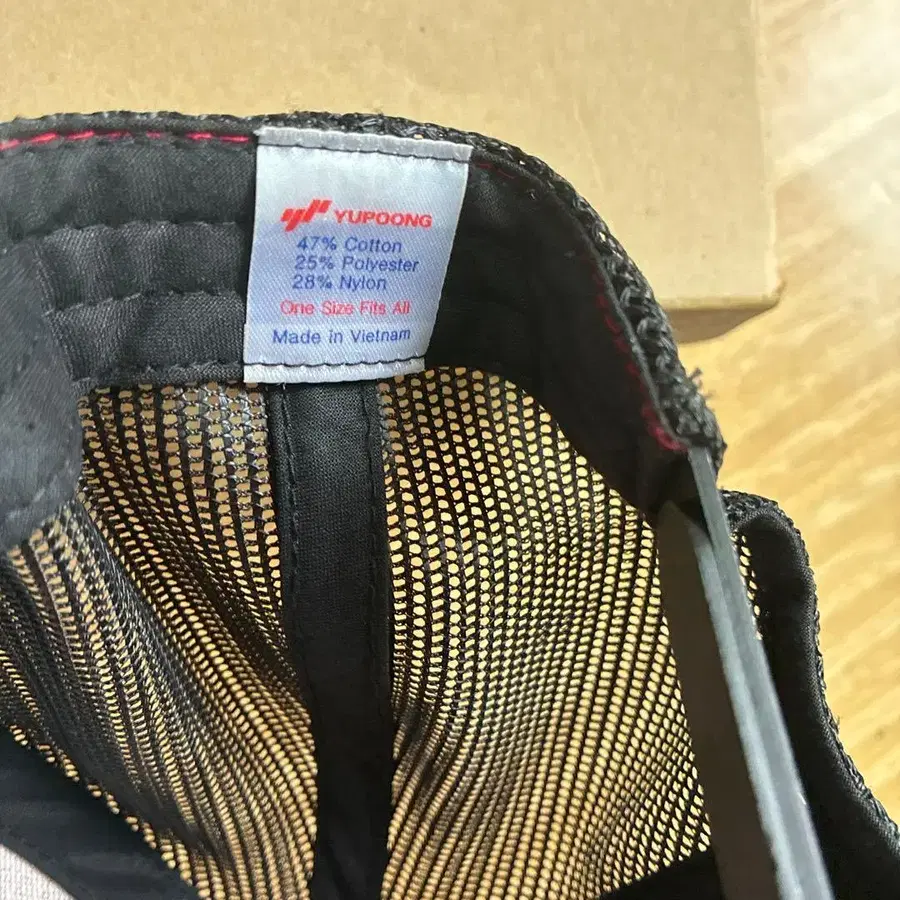 YUPOONG
47% Cotton
25% Polyester
28% Nylon
One Size Fits All
Made in Vietnam